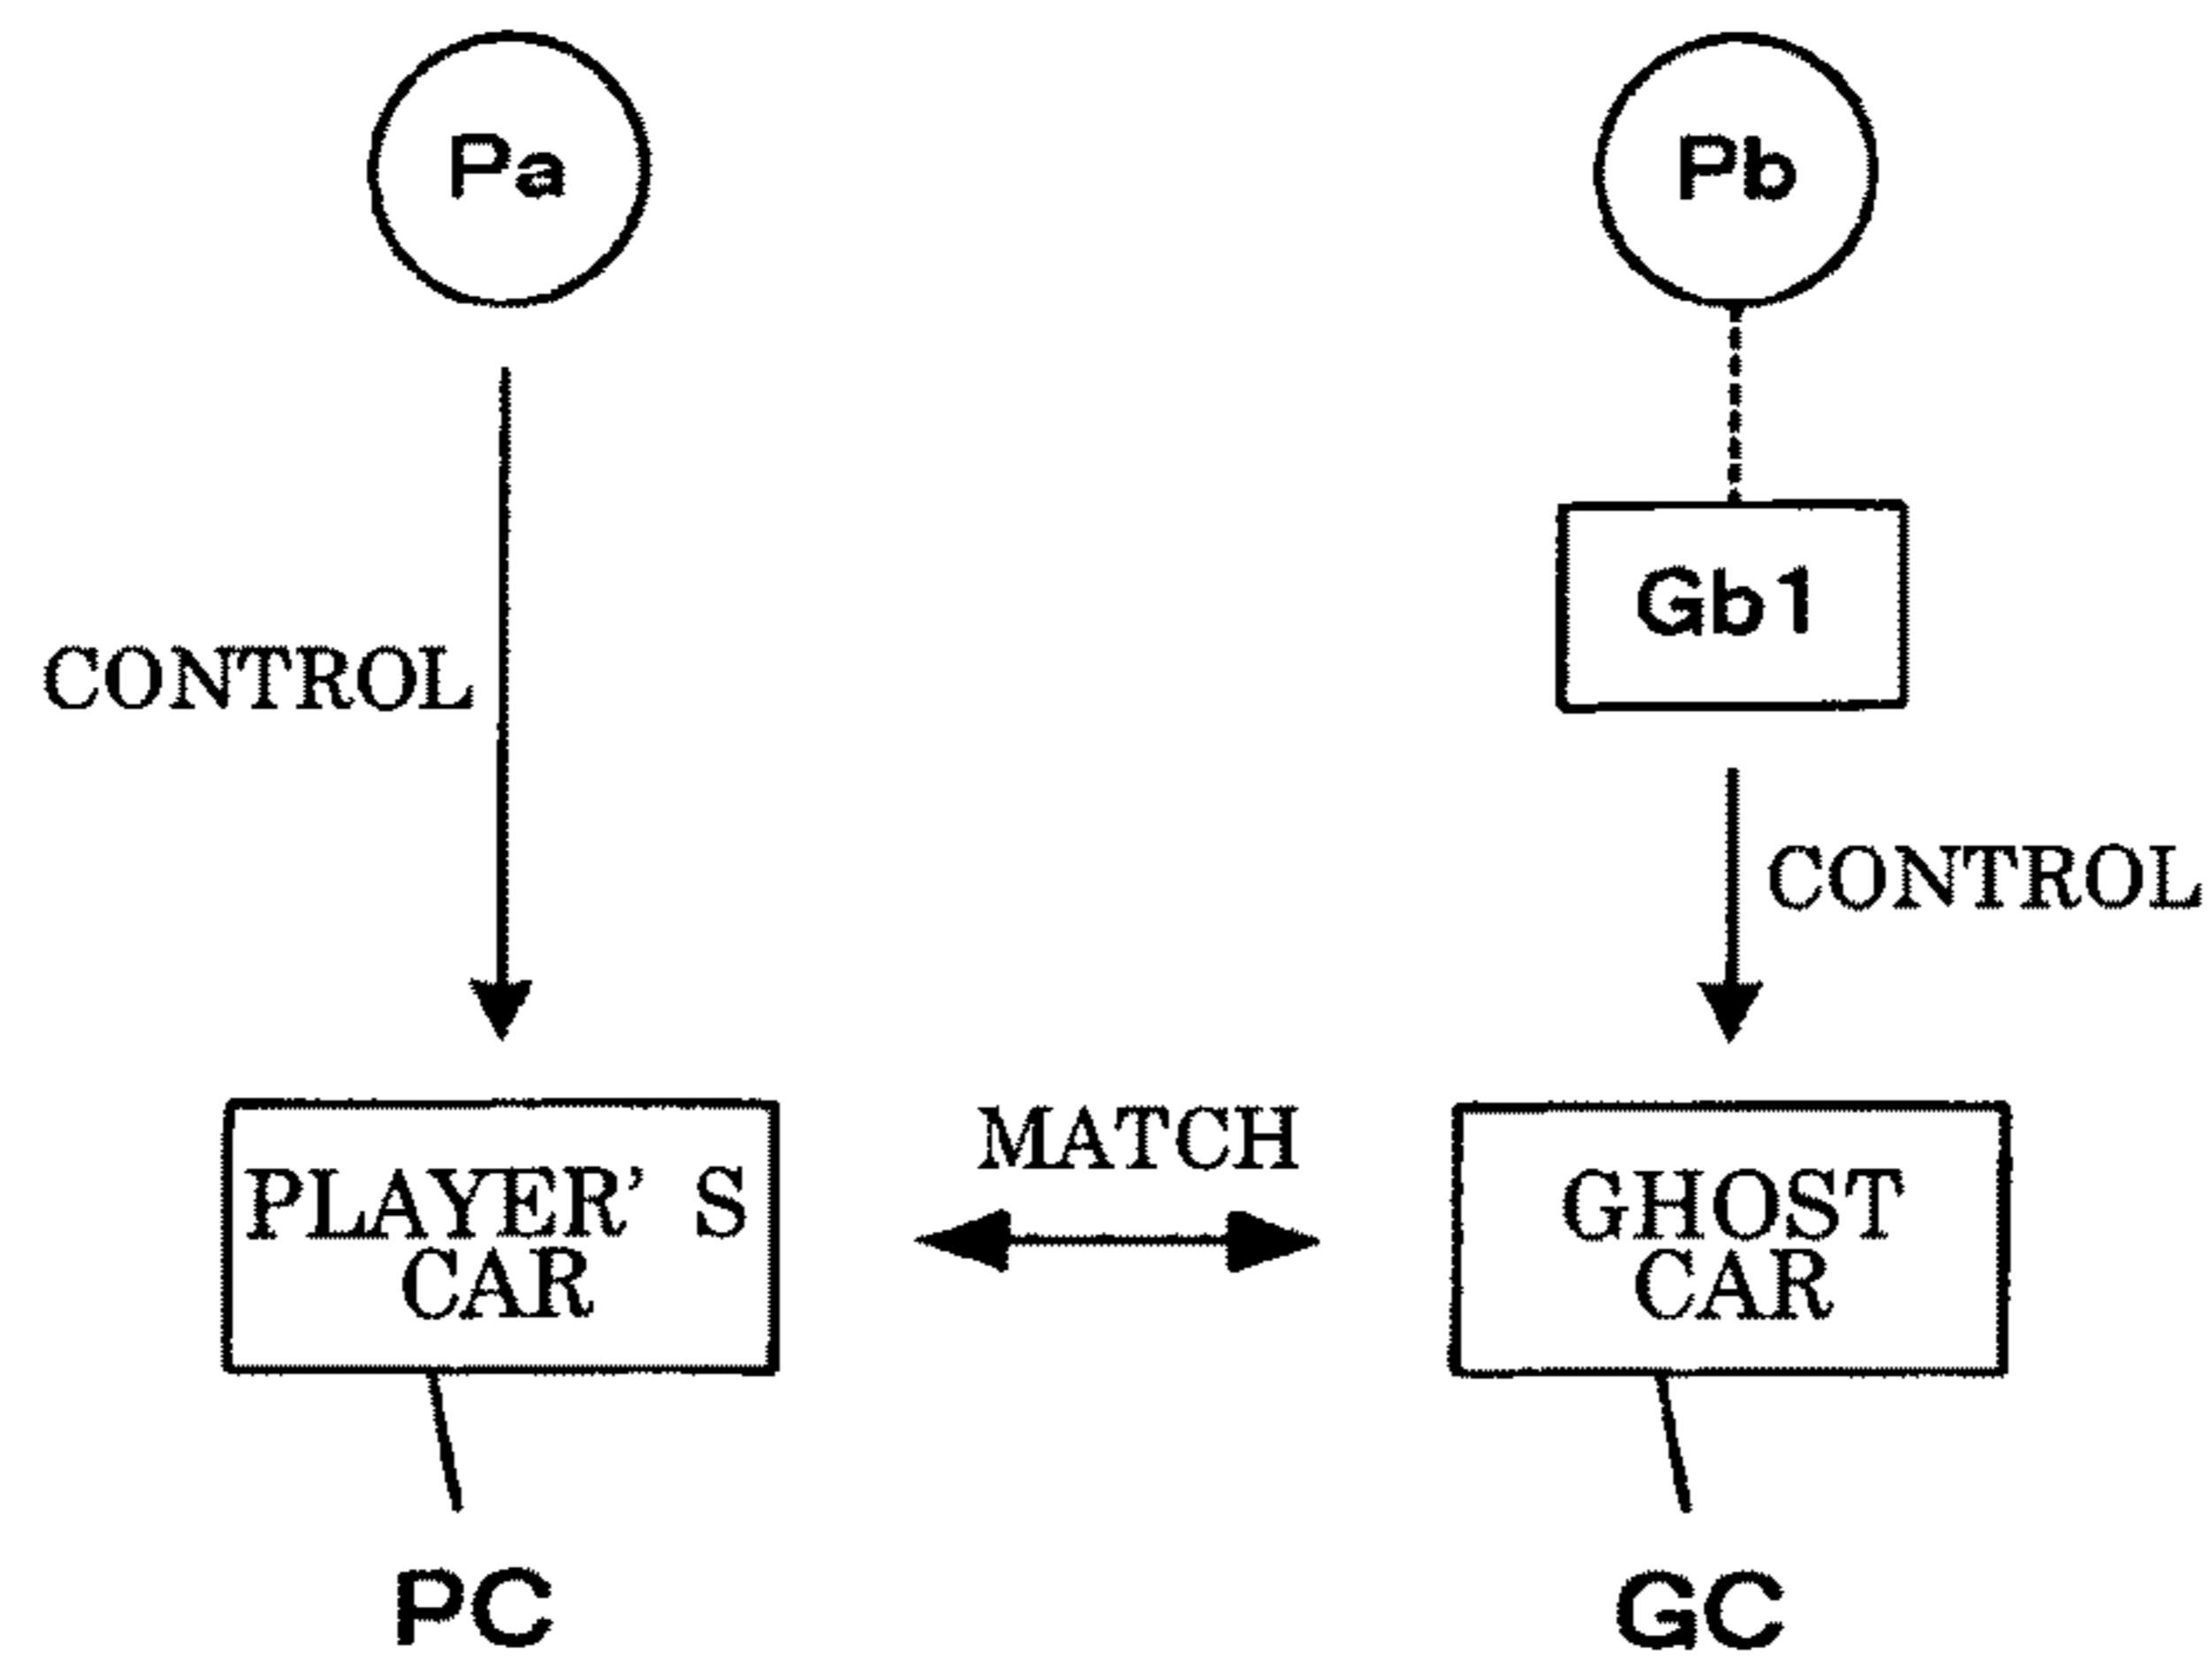 Pa
Pb
Gb1
CONTROL
CONTROL
MATCH
PLAYER' S
CAR
GHOST
CAR
PC
GC